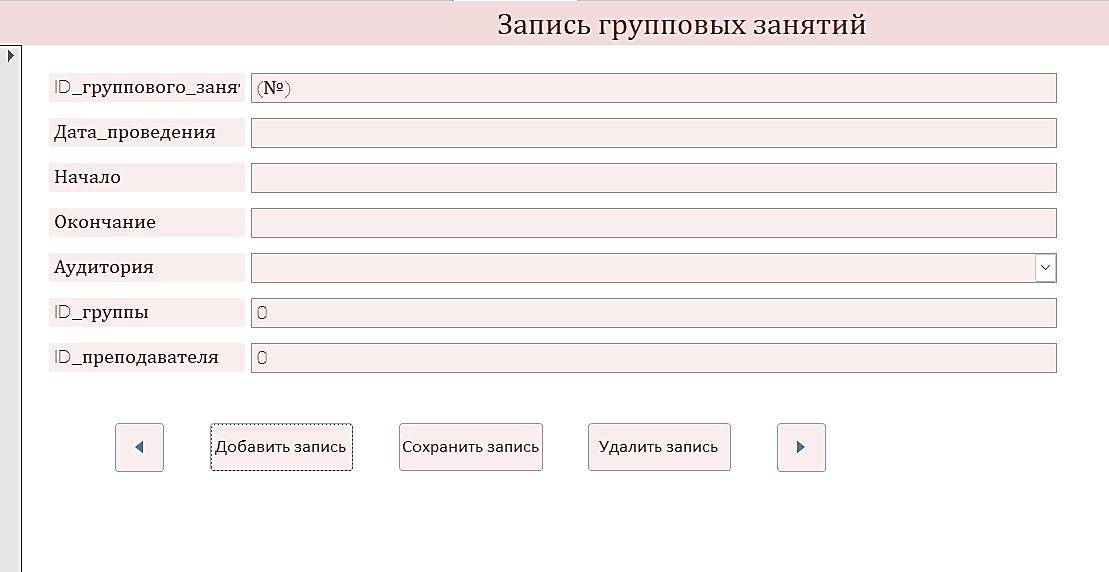 Запись групповых занятий
ID_группового_заня
(№)
Дата_проведения
Начало
Окончание
Аудитория
ID_группы
0
ID_преподавателя
0
Добавить запись
Сохранить запись
Удалить запись